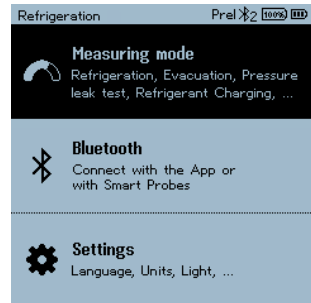 Refrigeration Prel 2 100%
Measuring mode
Refrigeration, Evacuation, Pressure
leak test, Refrigerant Charging, ...
Bluetooth
Connect with the App or
with Smart Probes
Settings
Language, Units, Light, ...